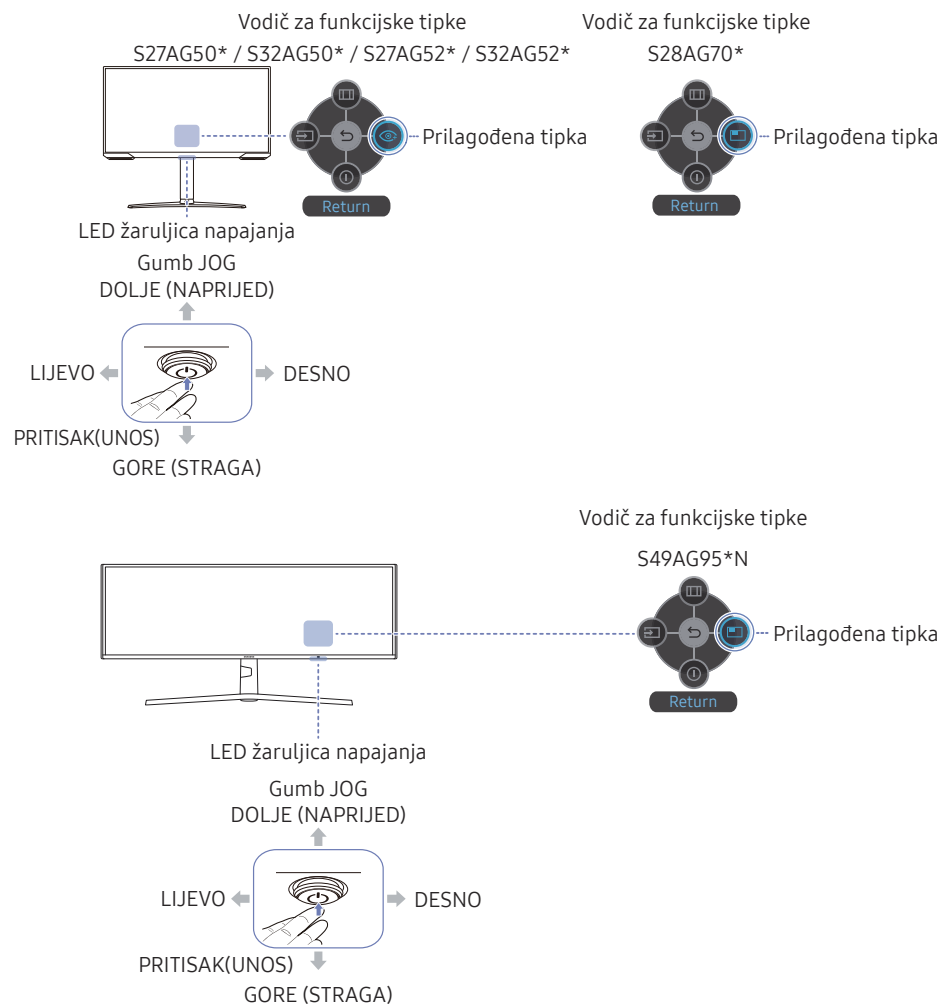 Vodič za funkcijske tipke
S27AG50* / S32AG50* / S27AG52* / S32AG52*
Vodič za funkcijske tipke
S28AG70*
Prilagođena tipka
Prilagođena tipka
Return
Return
LED žaruljica napajanja
Gumb JOG
DOLJE (NAPRIJED)
LIJEVO
DESNO
PRITISAK(UNOS)
GORE (STRAGA)
Vodič za funkcijske tipke
S49AG95*N
Prilagođena tipka
Return
LED žaruljica napajanja
Gumb JOG
DOLJE (NAPRIJED)
LIJEVO
DESNO
PRITISAK(UNOS)
GORE (STRAGA)